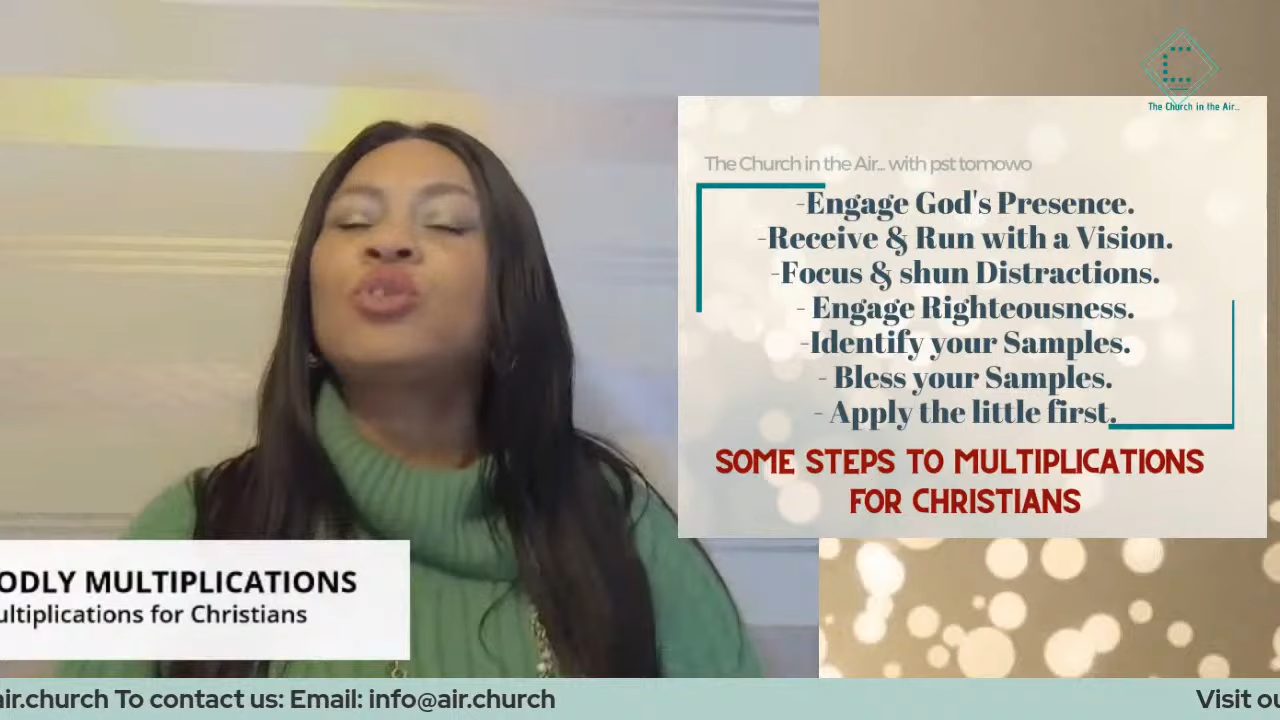 The Church in the Air...
The Church in the Air... with pst tomowo
-Engage God's Presence.
-Receive & Run with a Vision.
-Focus & shun Distractions.
- Engage Righteousness.
-Identify your Samples.
- Bless your Samples.
- Apply the little first.
SOME STEPS TO MULTIPLICATIONS
FOR CHRISTIANS
ODLY MULTIPLICATIONS
ultiplications for Christians
air.church To contact us: Email: info@air.church
Visit ou